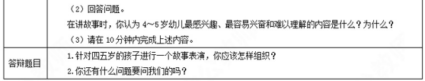 （2）回答问题。
在讲故事时，你认为 4～5岁幼儿最感兴趣、最容易兴奋和难以理解的内容是什么？为什么？
（3）请在 10分钟内完成上述内容。
答辩题目
1.针对四五岁的孩子进行一个故事表演，你应该怎样组织？
2.你还有什么问题要问我们的吗？